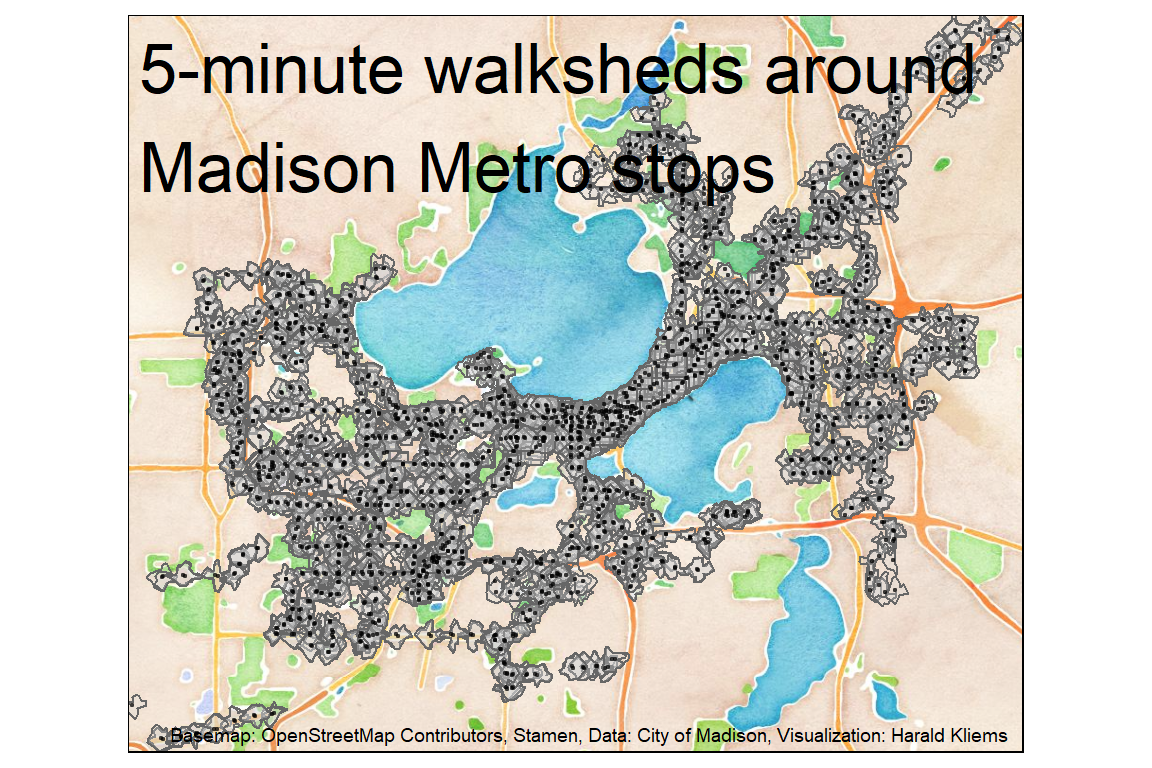 5-minute walksheds around
Madison Metro stops
Basemap: OpenStreetMap Contributors, Stamen, Data: City of Madison, Visualization: Harald Kliems